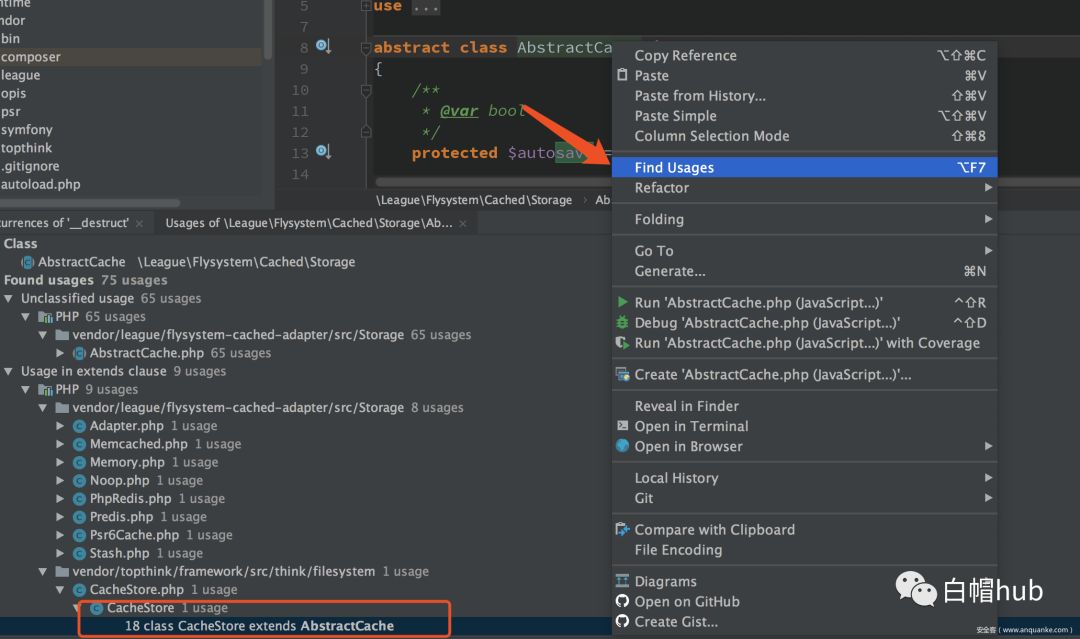 ntime
ndor
bin
composer
league
opis
psr
symfony
topthink
.gitignore
autoload.php
5 use ...
7
8 abstract class AbstractCa
9 {
10 /**
11 * @var bool
12 */
13 protected $autosav =
14
\League\Flysystem\Cached\Storage › Ab
urrences of '__destruct' ×
Usages of \League\Flysystem\Cached\Storage\Ab... ×
Class
AbstractCache \League\Flysystem\Cached\Storage
Found usages 75 usages
Unclassified usage 65 usages
PHP 65 usages
vendor/league/flysystem-cached-adapter/src/Storage 65 usages
AbstractCache.php 65 usages
Usage in extends clause 9 usages
PHP 9 usages
vendor/league/flysystem-cached-adapter/src/Storage 8 usages
Adapter.php 1 usage
Memcached.php 1 usage
Memory.php 1 usage
Noop.php 1 usage
PhpRedis.php 1 usage
Predis.php 1 usage
Psr6Cache.php 1 usage
Stash.php 1 usage
vendor/topthink/framework/src/think/filesystem 1 usage
CacheStore.php 1 usage
CacheStore 1 usage
18 class CacheStore extends AbstractCache
Copy Reference ⌥⇧⌘C
Paste ⌘V
Paste from History... ⇧⌘V
Paste Simple ⌥⇧⌘V
Column Selection Mode ⇧⌘8
Find Usages ⌥F7
Refactor
Folding
Go To
Generate... ⌘N
Run 'AbstractCache.php (JavaScript...)' ^⇧R
Debug 'AbstractCache.php (JavaScript...)' ^⇧D
Run 'AbstractCache.php (JavaScript...)' with Coverage
Create 'AbstractCache.php (JavaScript...)'...
Reveal in Finder
Open in Terminal
Open in Browser
Local History
Git
Compare with Clipboard
File Encoding
Diagrams
Open on GitHub
Create Gist...
白帽hub
安全客（www.anquanke.com）